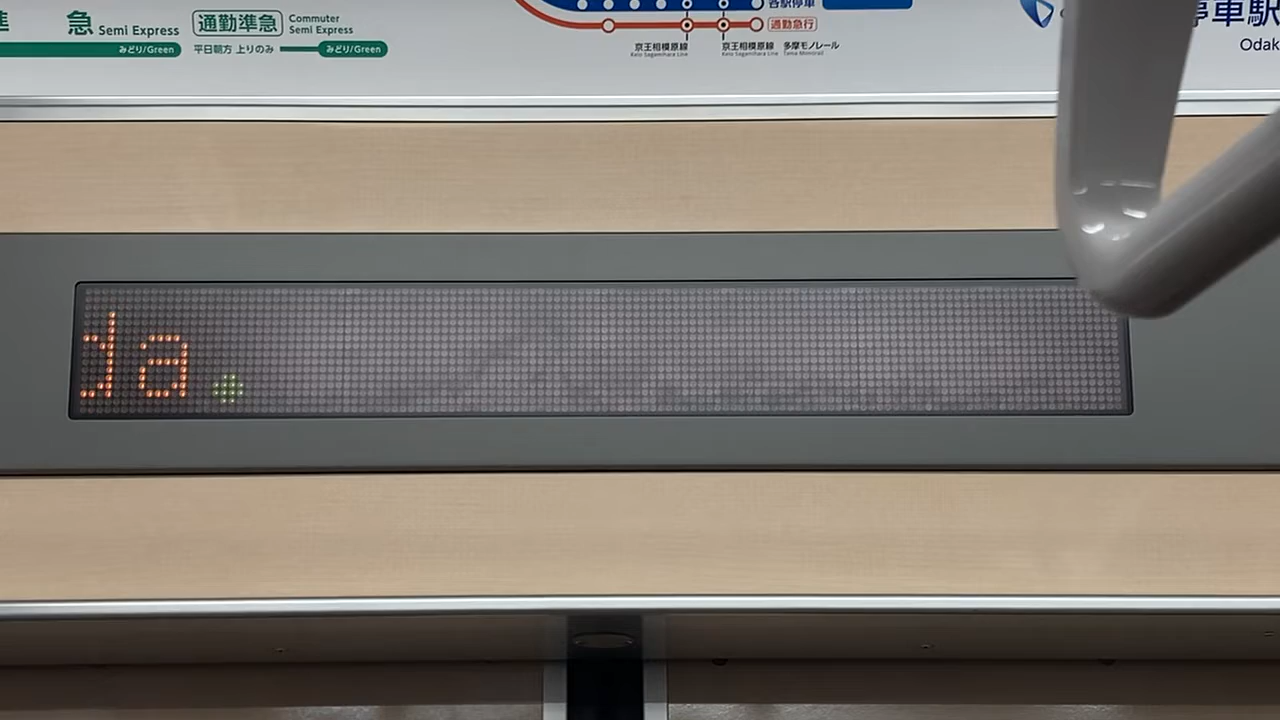 急 Semi Express
通勤準急 Commuter Semi Express
みどり/Green
平日朝方 上りのみ みどり/Green
各駅停車
通勤急行
京王相模原線
Keio Sagamihara Line
京王相模原線 多摩モノレール
Keio Sagamihara Line Tama Monorail
停車駅
Odak
da.